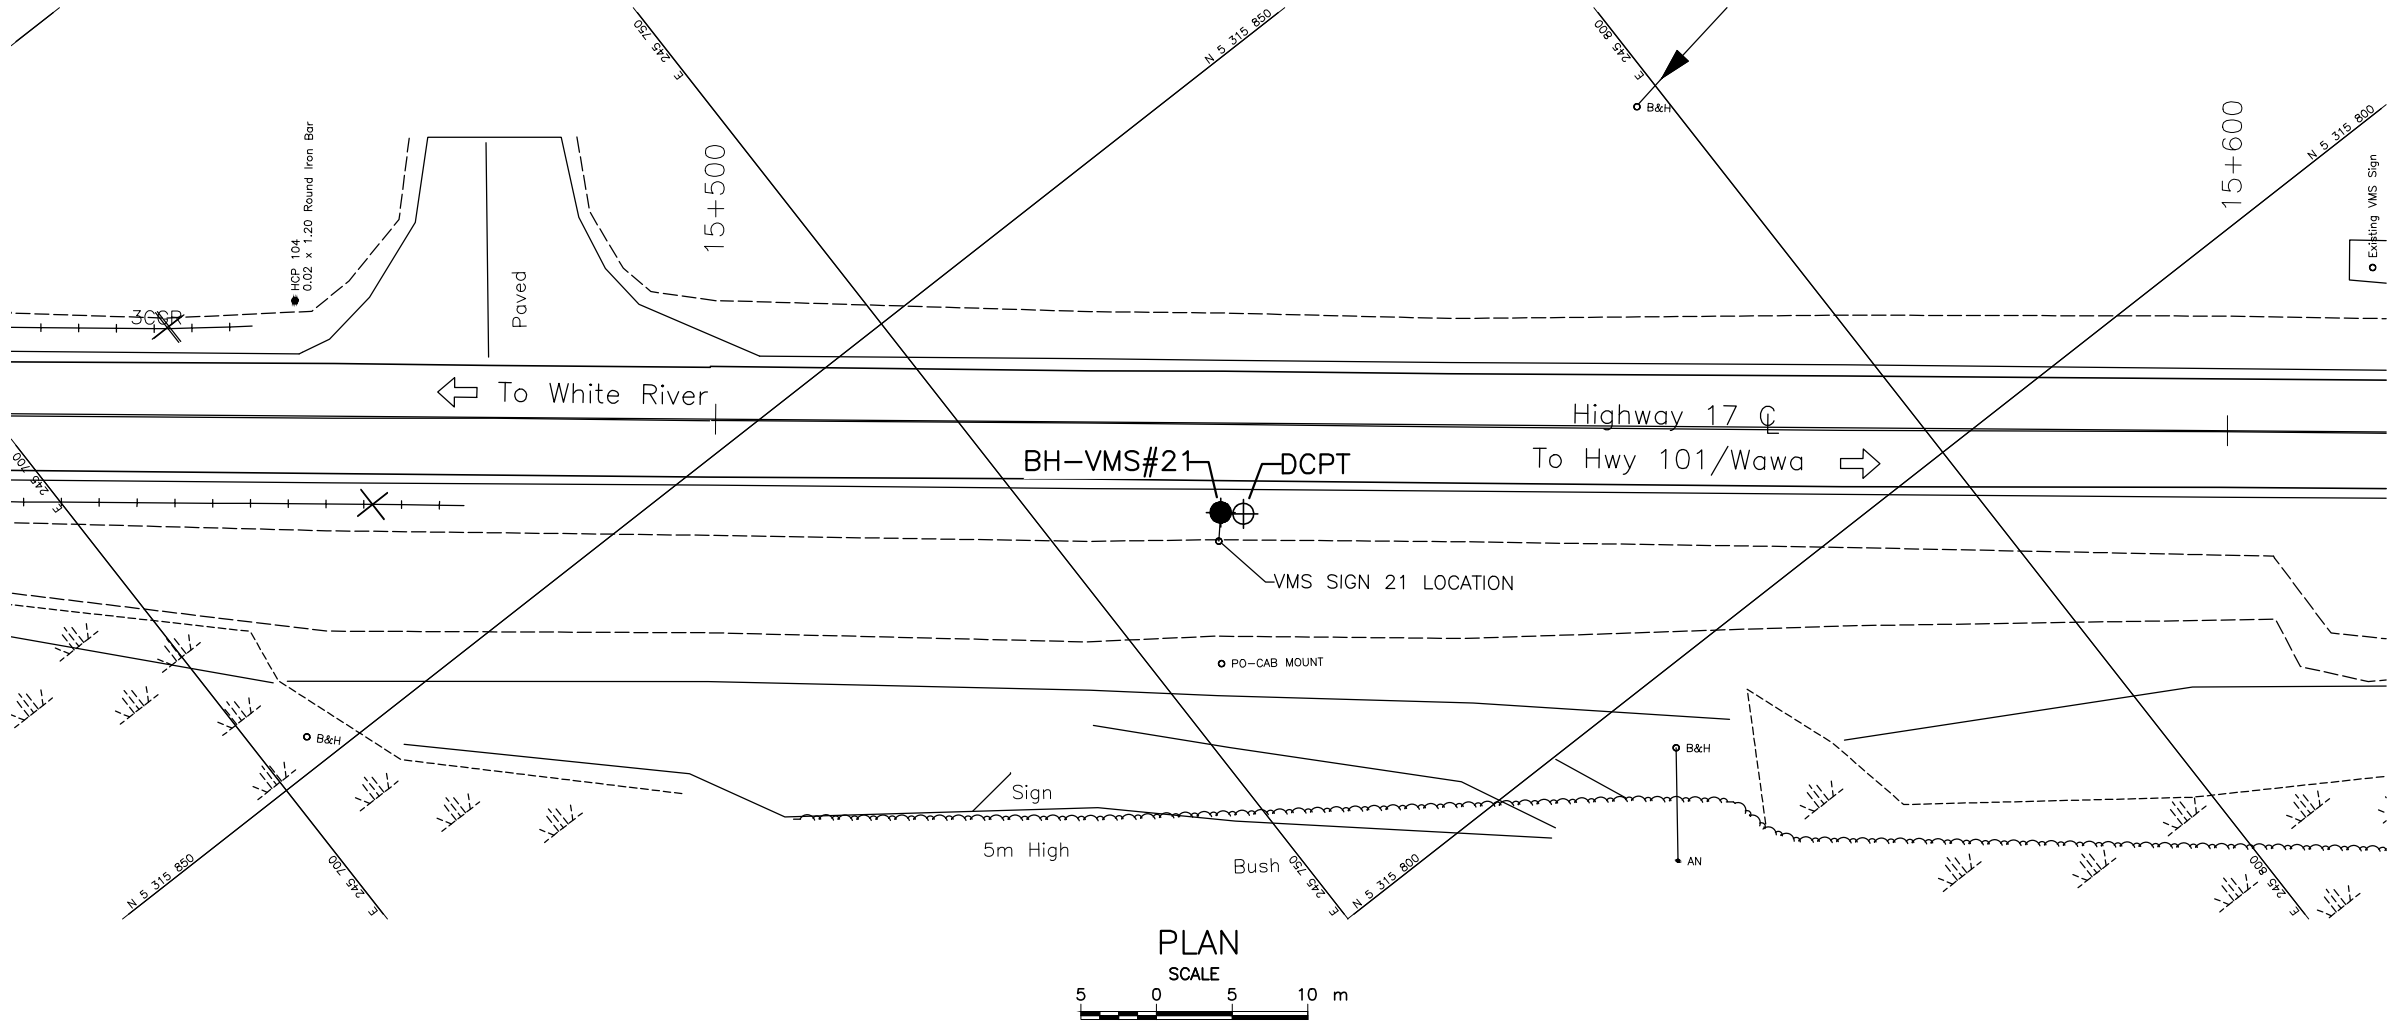 245 750
E
N 5 315 850
245 800
E
B&H
N 5 315 800
15+500
15+600
Existing VMS Sign
HCP 104
0.02 x 1.20 Round Iron Bar
Paved
3CGR
To White River
Highway 17 ℄
BH-VMS#21
DCPT
To Hwy 101/Wawa
245 700
E
VMS SIGN 21 LOCATION
PO-CAB MOUNT
B&H
B&H
Sign
5m High
Bush
AN
N 5 315 850
245 700
E
245 750
E
N 5 315 800
245 800
E
PLAN
SCALE
5 0 5 10 m